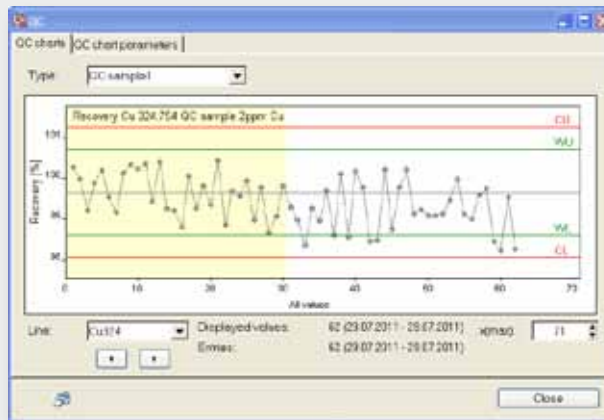 QC
QC charts QC chart parameters
Type: QC sample1
Recovery Cu 324.754 QC sample 2ppm Cu
CU
WU
WL
CL
Recovery [%]
0 10 20 30 40 50 60 70
All values
Line: Cu324 Displayed values: 62 (29.07.2011 - 29.07.2011) x(max) 71
62 (29.07.2011 - 29.07.2011)
Close